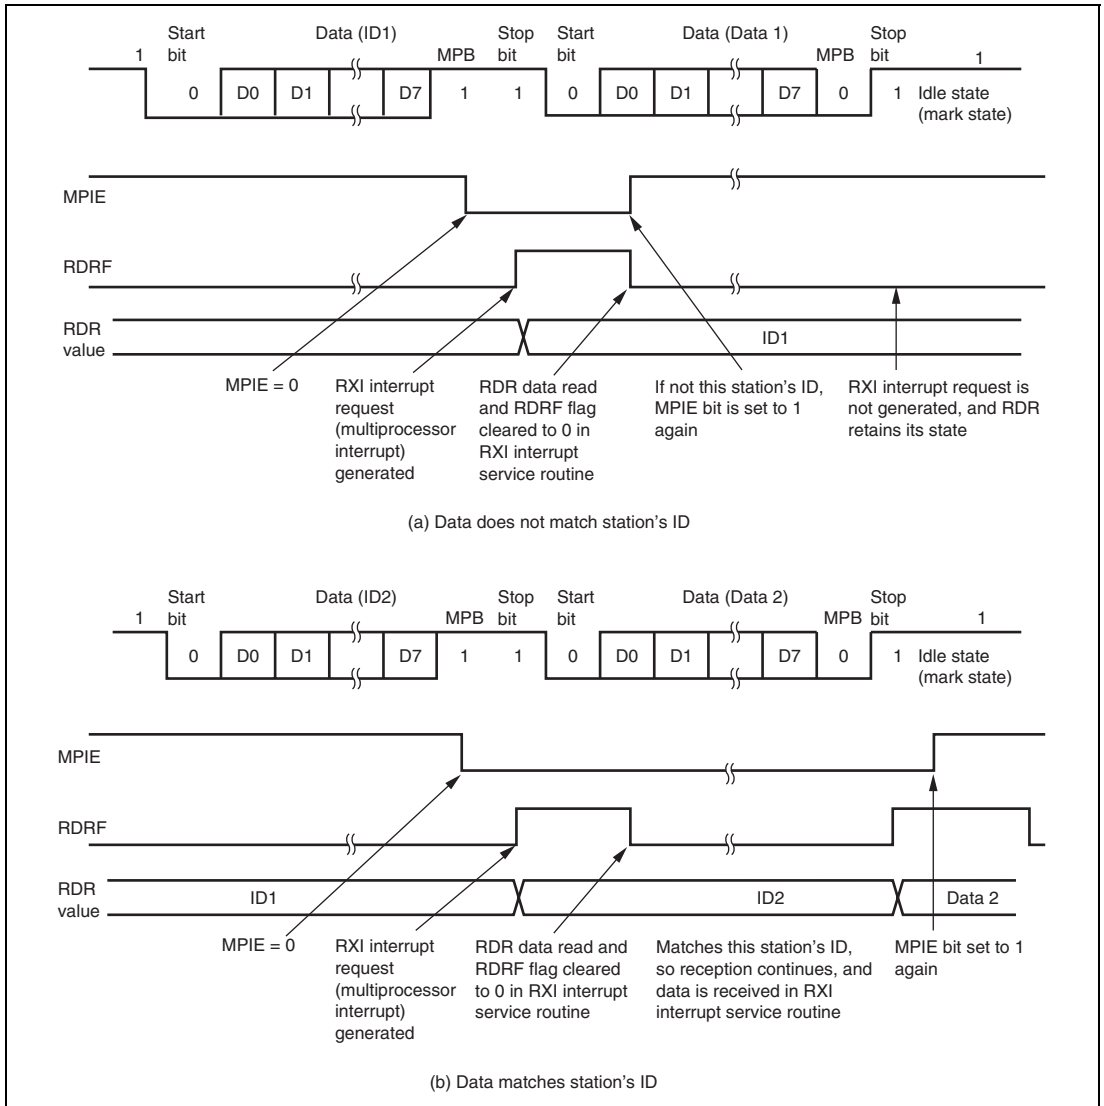 Start bit
Data (ID1)
Stop bit
Start bit
Data (Data 1)
Stop bit
1
MPB
MPB
1
0 D0 D1 D7 1 1 0 D0 D1 D7 0 1 Idle state
(mark state)
MPIE
RDRF
RDR
value
ID1
MPIE = 0
RXI interrupt
request
(multiprocessor
interrupt)
generated
RDR data read
and RDRF flag
cleared to 0 in
RXI interrupt
service routine
If not this station's ID,
MPIE bit is set to 1
again
RXI interrupt request is
not generated, and RDR
retains its state
(a) Data does not match station's ID
Start bit
Data (ID2)
Stop bit
Start bit
Data (Data 2)
Stop bit
1
MPB
MPB
1
0 D0 D1 D7 1 1 0 D0 D1 D7 0 1 Idle state
(mark state)
MPIE
RDRF
RDR
value
ID1
ID2
Data 2
MPIE = 0
RXI interrupt
request
(multiprocessor
interrupt)
generated
RDR data read and
RDRF flag cleared
to 0 in RXI interrupt
service routine
Matches this station's ID,
so reception continues, and
data is received in RXI
interrupt service routine
MPIE bit set to 1
again
(b) Data matches station's ID